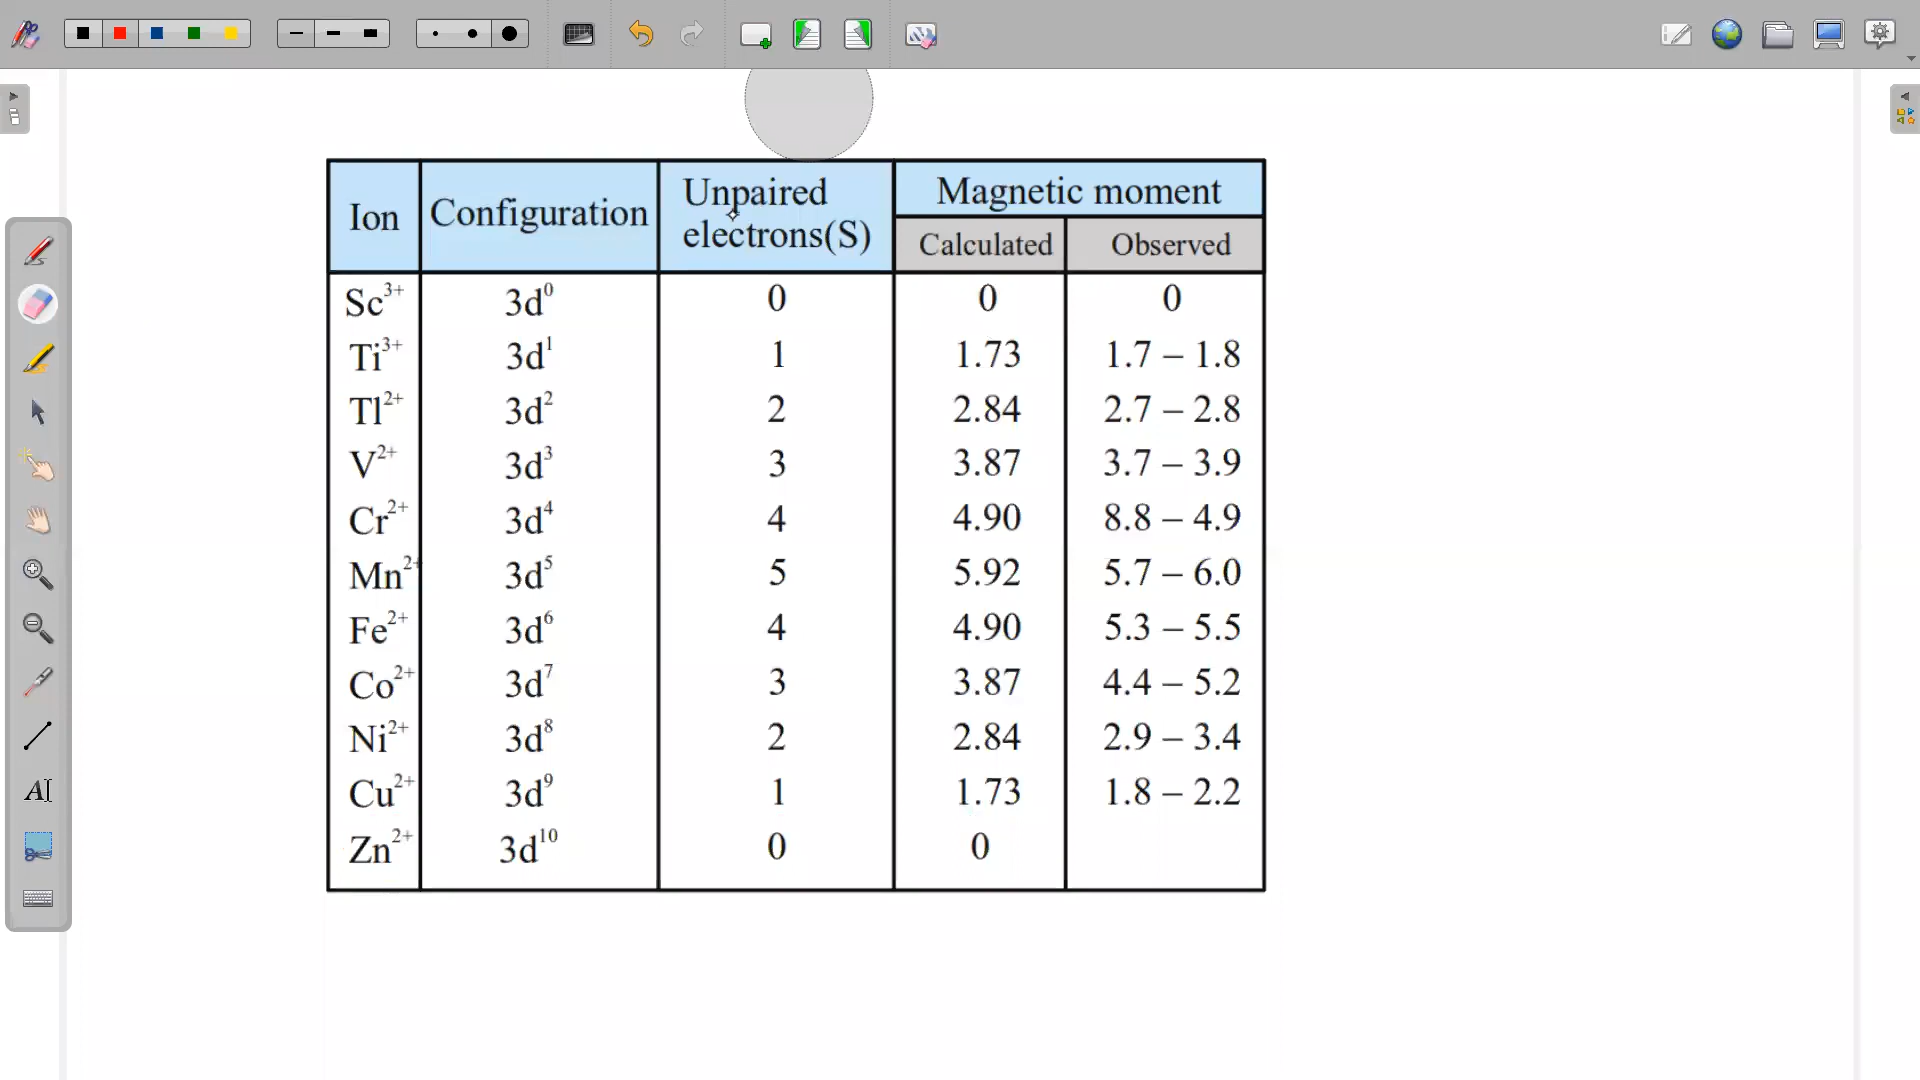 Ion Configuration Unpaired electrons(S) Magnetic moment
Calculated Observed
Sc³⁺ 3d⁰ 0 0 0
Ti³⁺ 3d¹ 1 1.73 1.7 – 1.8
Tl²⁺ 3d² 2 2.84 2.7 – 2.8
V²⁺ 3d³ 3 3.87 3.7 – 3.9
Cr²⁺ 3d⁴ 4 4.90 8.8 – 4.9
Mn²⁺ 3d⁵ 5 5.92 5.7 – 6.0
Fe²⁺ 3d⁶ 4 4.90 5.3 – 5.5
Co²⁺ 3d⁷ 3 3.87 4.4 – 5.2
Ni²⁺ 3d⁸ 2 2.84 2.9 – 3.4
Cu²⁺ 3d⁹ 1 1.73 1.8 – 2.2
Zn²⁺ 3d¹⁰ 0 0